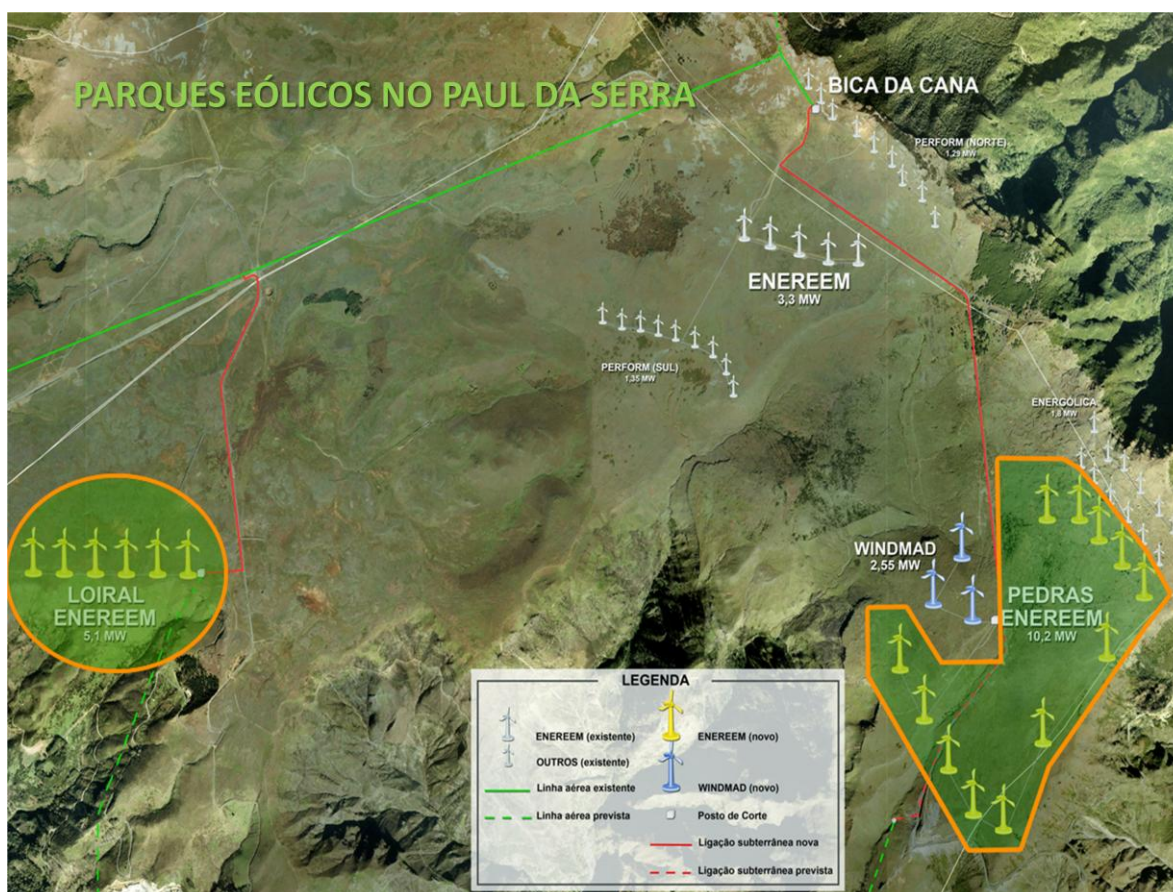 PARQUES EÓLICOS NO PAUL DA SERRA
BICA DA CANA
PERFORM (NORTE)
1,29 MW
ENEREEM
3,3 MW
PERFORM (SUL)
1,35 MW
ENERGÓLICA
1,8 MW
WINDMAD
2,55 MW
LOIRAL
ENEREEM
5,1 MW
PEDRAS
ENEREEM
10,2 MW
LEGENDA
ENEREEM (existente)
ENEREEM (novo)
OUTROS (existente)
Linha aérea existente
WINDMAD (novo)
Linha aérea prevista
Posto de Corte
Ligação subterrânea nova
Ligação subterrânea prevista